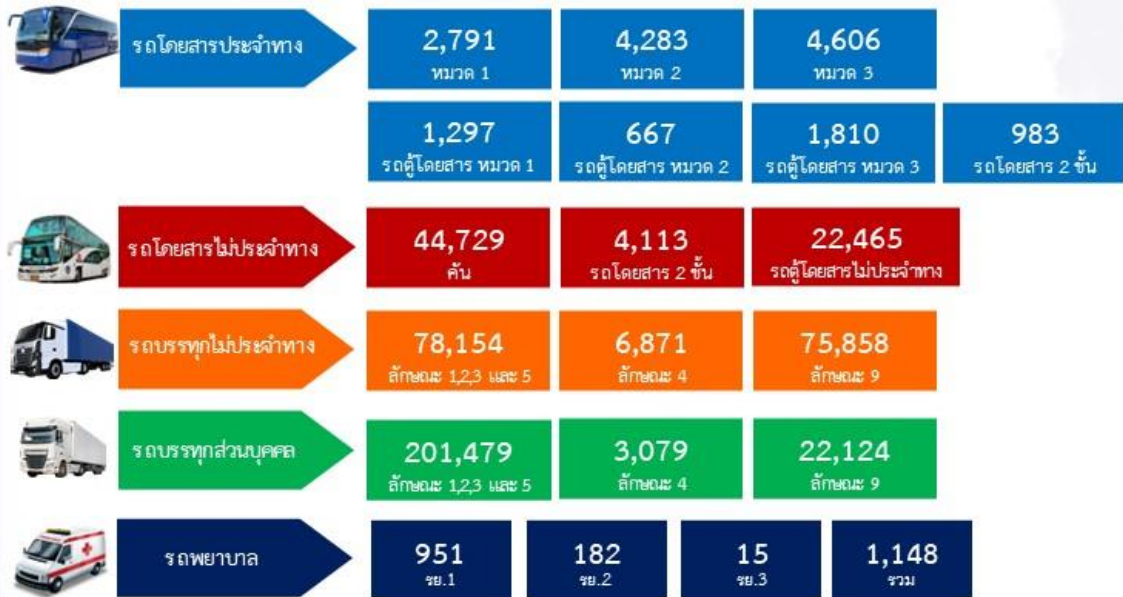 รถโดยสารประจำทาง
2,791 4,283 4,606
หมวด 1 หมวด 2 หมวด 3
1,297 667 1,810 983
รถตู้โดยสาร หมวด 1 รถตู้โดยสาร หมวด 2 รถตู้โดยสาร หมวด 3 รถโดยสาร 2 ชั้น
รถโดยสารไม่ประจำทาง
44,729 4,113 22,465
คัน รถโดยสาร 2 ชั้น รถตู้โดยสารไม่ประจำทาง
รถบรรทุกไม่ประจำทาง
78,154 6,871 75,858
ลักษณะ 1,2,3 และ 5 ลักษณะ 4 ลักษณะ 9
รถบรรทุกส่วนบุคคล
201,479 3,079 22,124
ลักษณะ 1,2,3 และ 5 ลักษณะ 4 ลักษณะ 9
รถพยาบาล
951 182 15 1,148
รย.1 รย.2 รย.3 รวม